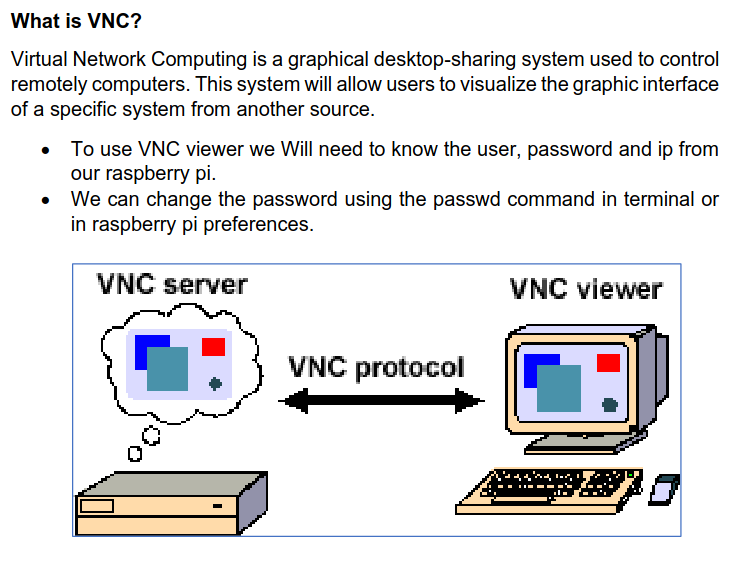 What is VNC?
Virtual Network Computing is a graphical desktop-sharing system used to control
remotely computers. This system will allow users to visualize the graphic interface
of a specific system from another source.
• To use VNC viewer we Will need to know the user, password and ip from
our raspberry pi.
• We can change the password using the passwd command in terminal or
in raspberry pi preferences.
VNC server
VNC viewer
VNC protocol